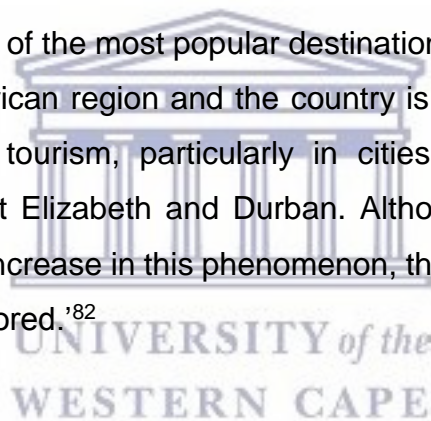 of the most popular destination
rican region and the country is
tourism, particularly in cities
t Elizabeth and Durban. Altho
ncrease in this phenomenon, th
ored.'82
UNIVERSITY of the
WESTERN CAPE